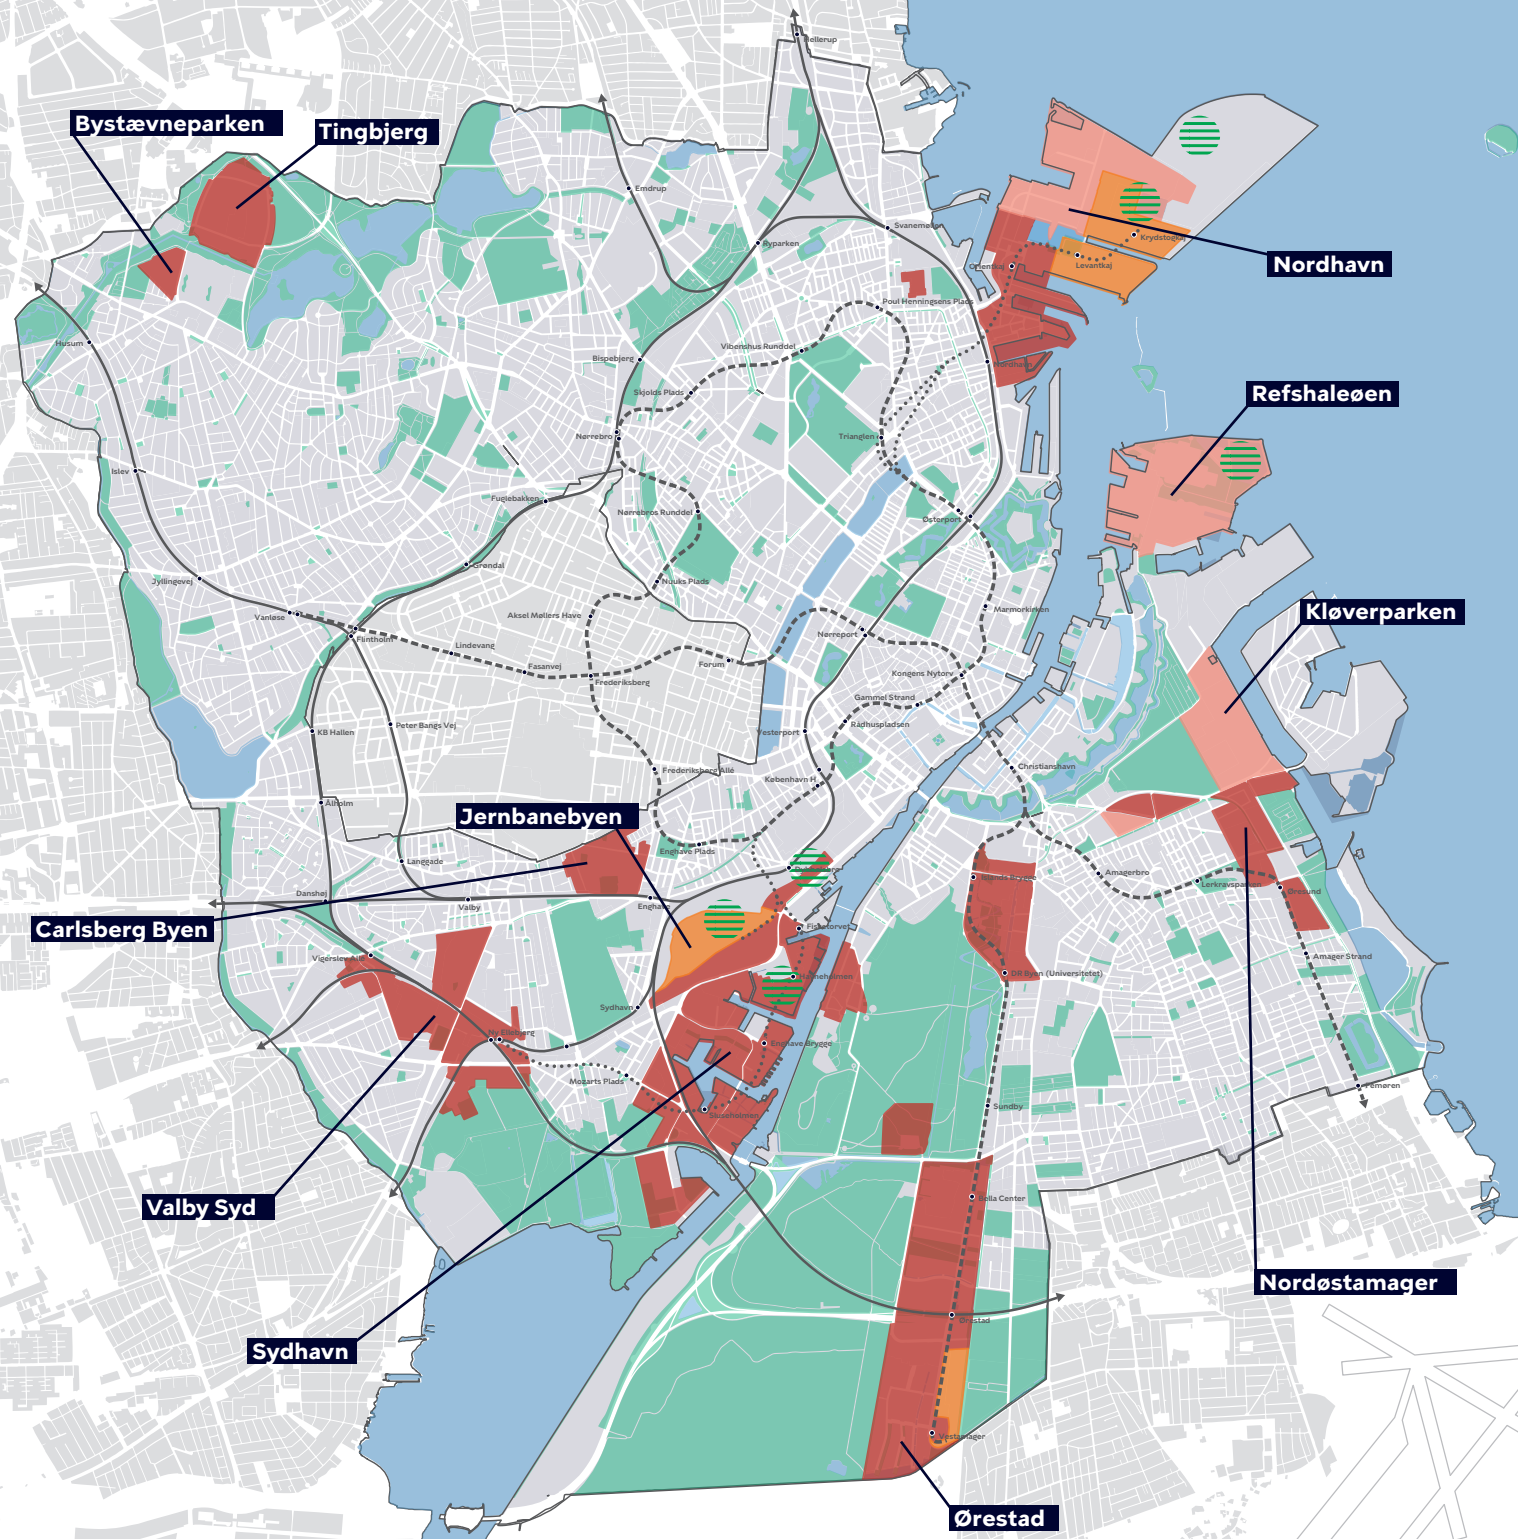 Hellerup
Bystævneparken
Tingbjerg
Emdrup
Svanemøllen
Ryparken
Krydstogtkaj
Nordhavn
Orientkaj
Levantkaj
Poul Henningsens Plads
Husum
Vibenshus Runddel
Bispebjerg
Nordhavn
Skjolds Plads
Refshaleøen
Nørrebro
Trianglen
Islev
Fuglebakken
Nørrebros Runddel
Østerport
Grøndal
Jyllingevej
Nuuks Plads
Marmorkirken
Kløverparken
Vanløse
Aksel Møllers Have
Flintholm
Nørreport
Lindevang
Forum
Fasanvej
Kongens Nytorv
Frederiksberg
Gammel Strand
Peter Bangs Vej
Rådhuspladsen
KB Hallen
Vesterport
Frederiksberg Allé
Christianshavn
København H
Ålholm
Jernbanebyen
Enghave Plads
Langgade
Dybbølsbro
Amagerbro
Islands Brygge
Lerkravsparken
Øresund
Danshøj
Valby
Enghave
Carlsberg Byen
Fisketorvet
Vigerslev Allé
Amager Strand
DR Byen (Universitetet)
Havneholmen
Sydhavn
Ny Ellebjerg
Enghave Brygge
Mozarts Plads
Femøren
Sundby
Sluseholmen
Bella Center
Valby Syd
Nordøstamager
Ørestad
Sydhavn
Vestamager
Ørestad